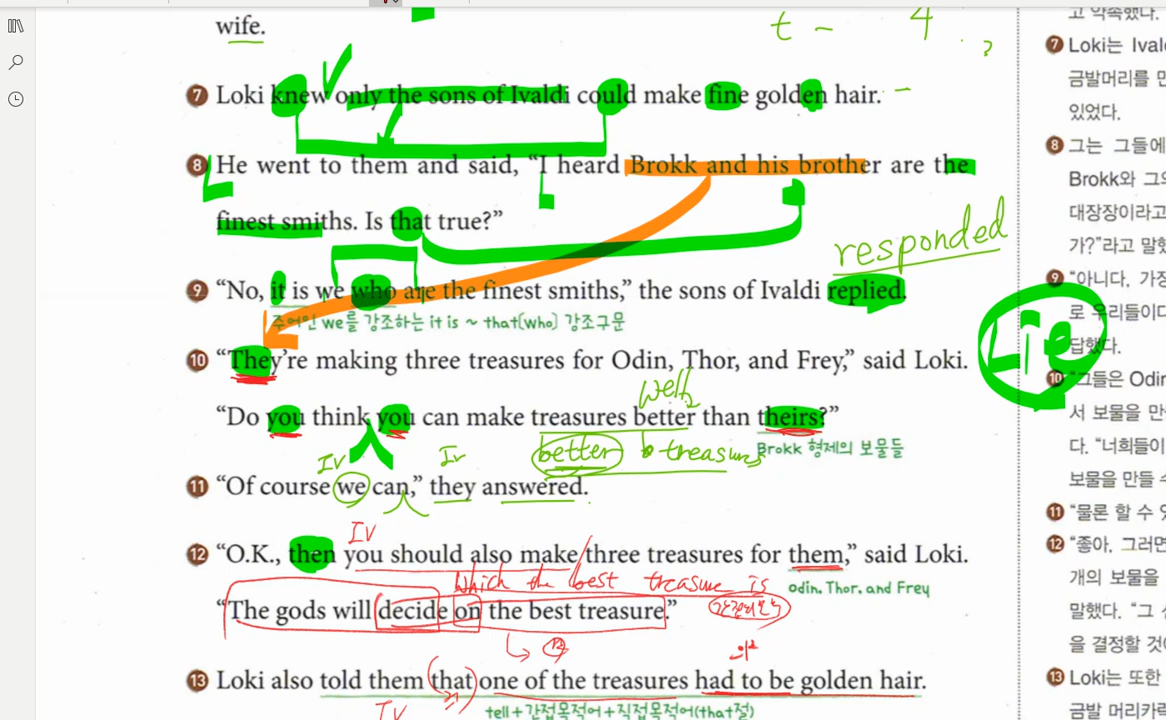 고 약속했다.
wife.
t - 4 . ?
❼ Loki knew only the sons of Ivaldi could make fine golden hair. -
❼ Loki는 Ival
금발머리를 만
있었다.
❽ He went to them and said, “I heard Brokk and his brother are the
finest smiths. Is that true?”
❽ 그는 그들에
Brokk와 그의
대장장이라고
가?”라고 말했
responded
❾ “No, it is we who are the finest smiths,” the sons of Ivaldi replied.
주어인 we를 강조하는 it is ~ that(who) 강조구문
❾ “아니다, 가장
로 우리들이다
답했다.
Lie
❿ “They’re making three treasures for Odin, Thor, and Frey,” said Loki.
well
“Do you think you can make treasures better than theirs?”
better treasures
Brokk 형제의 보물들
❿ “그들은 Odin
서 보물을 만
다. “너희들이
보물을 만들 수
Iv Iv
⓫ “Of course we can,” they answered.
⓫ “물론 할 수 있
Iv
⓬ “O.K., then you should also make three treasures for them,” said Loki.
which the best treasure is
odin, Thor, and Frey
“The gods will decide on the best treasure.”
간접의문문
⓬ “좋아, 그러면
개의 보물을
말했다. “그
을 결정할 것
⓭ Loki also told them (that) one of the treasures had to be golden hair.
Iv
tell+간접목적어+직접목적어(that절)
⓭ Loki는 또한
금발 머리카락